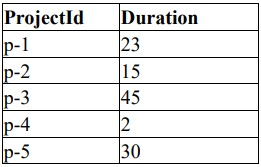 ProjectId Duration
p-1 23
p-2 15
p-3 45
p-4 2
p-5 30